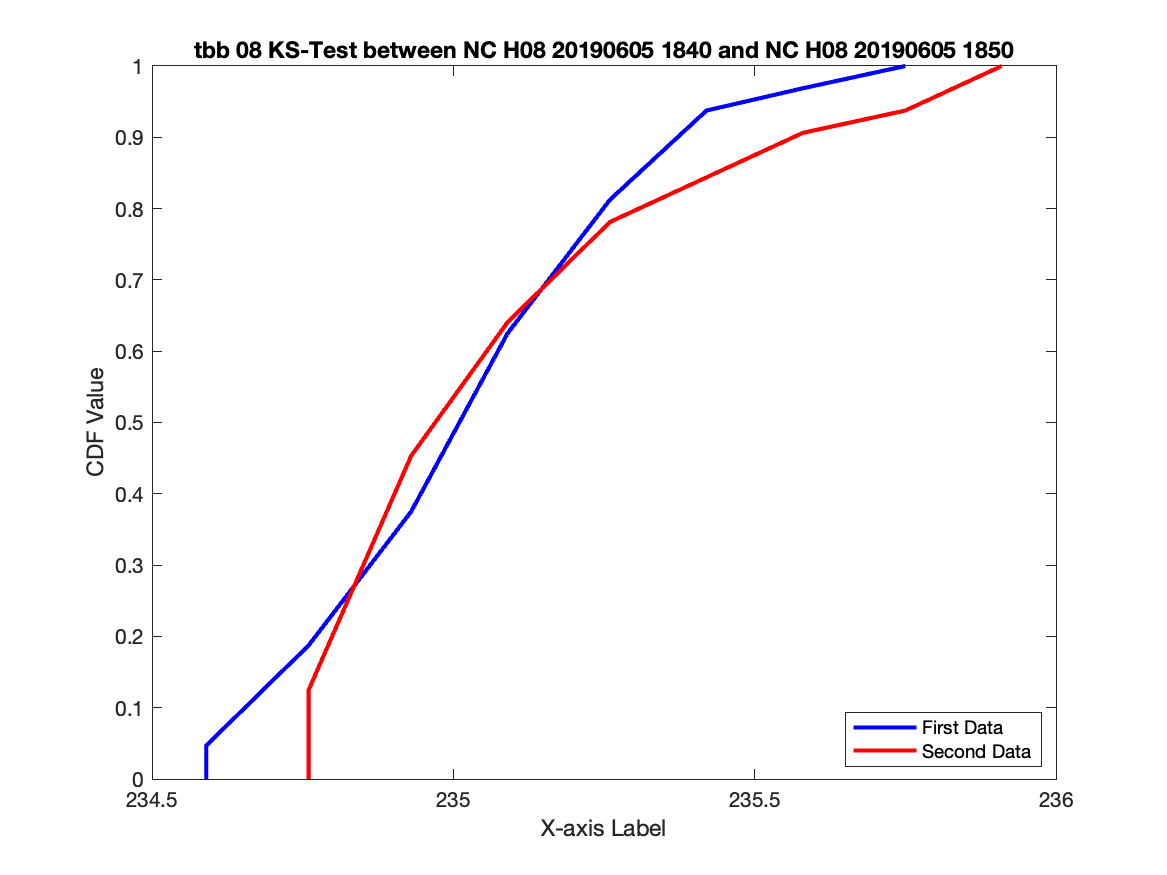 tbb 08 KS-Test between NC H08 20190605 1840 and NC H08 20190605 1850
1
0.9
0.8
0.7
0.6
0.5
0.4
0.3
0.2
0.1
0
CDF Value
First Data
Second Data
234.5 235 235.5 236
X-axis Label